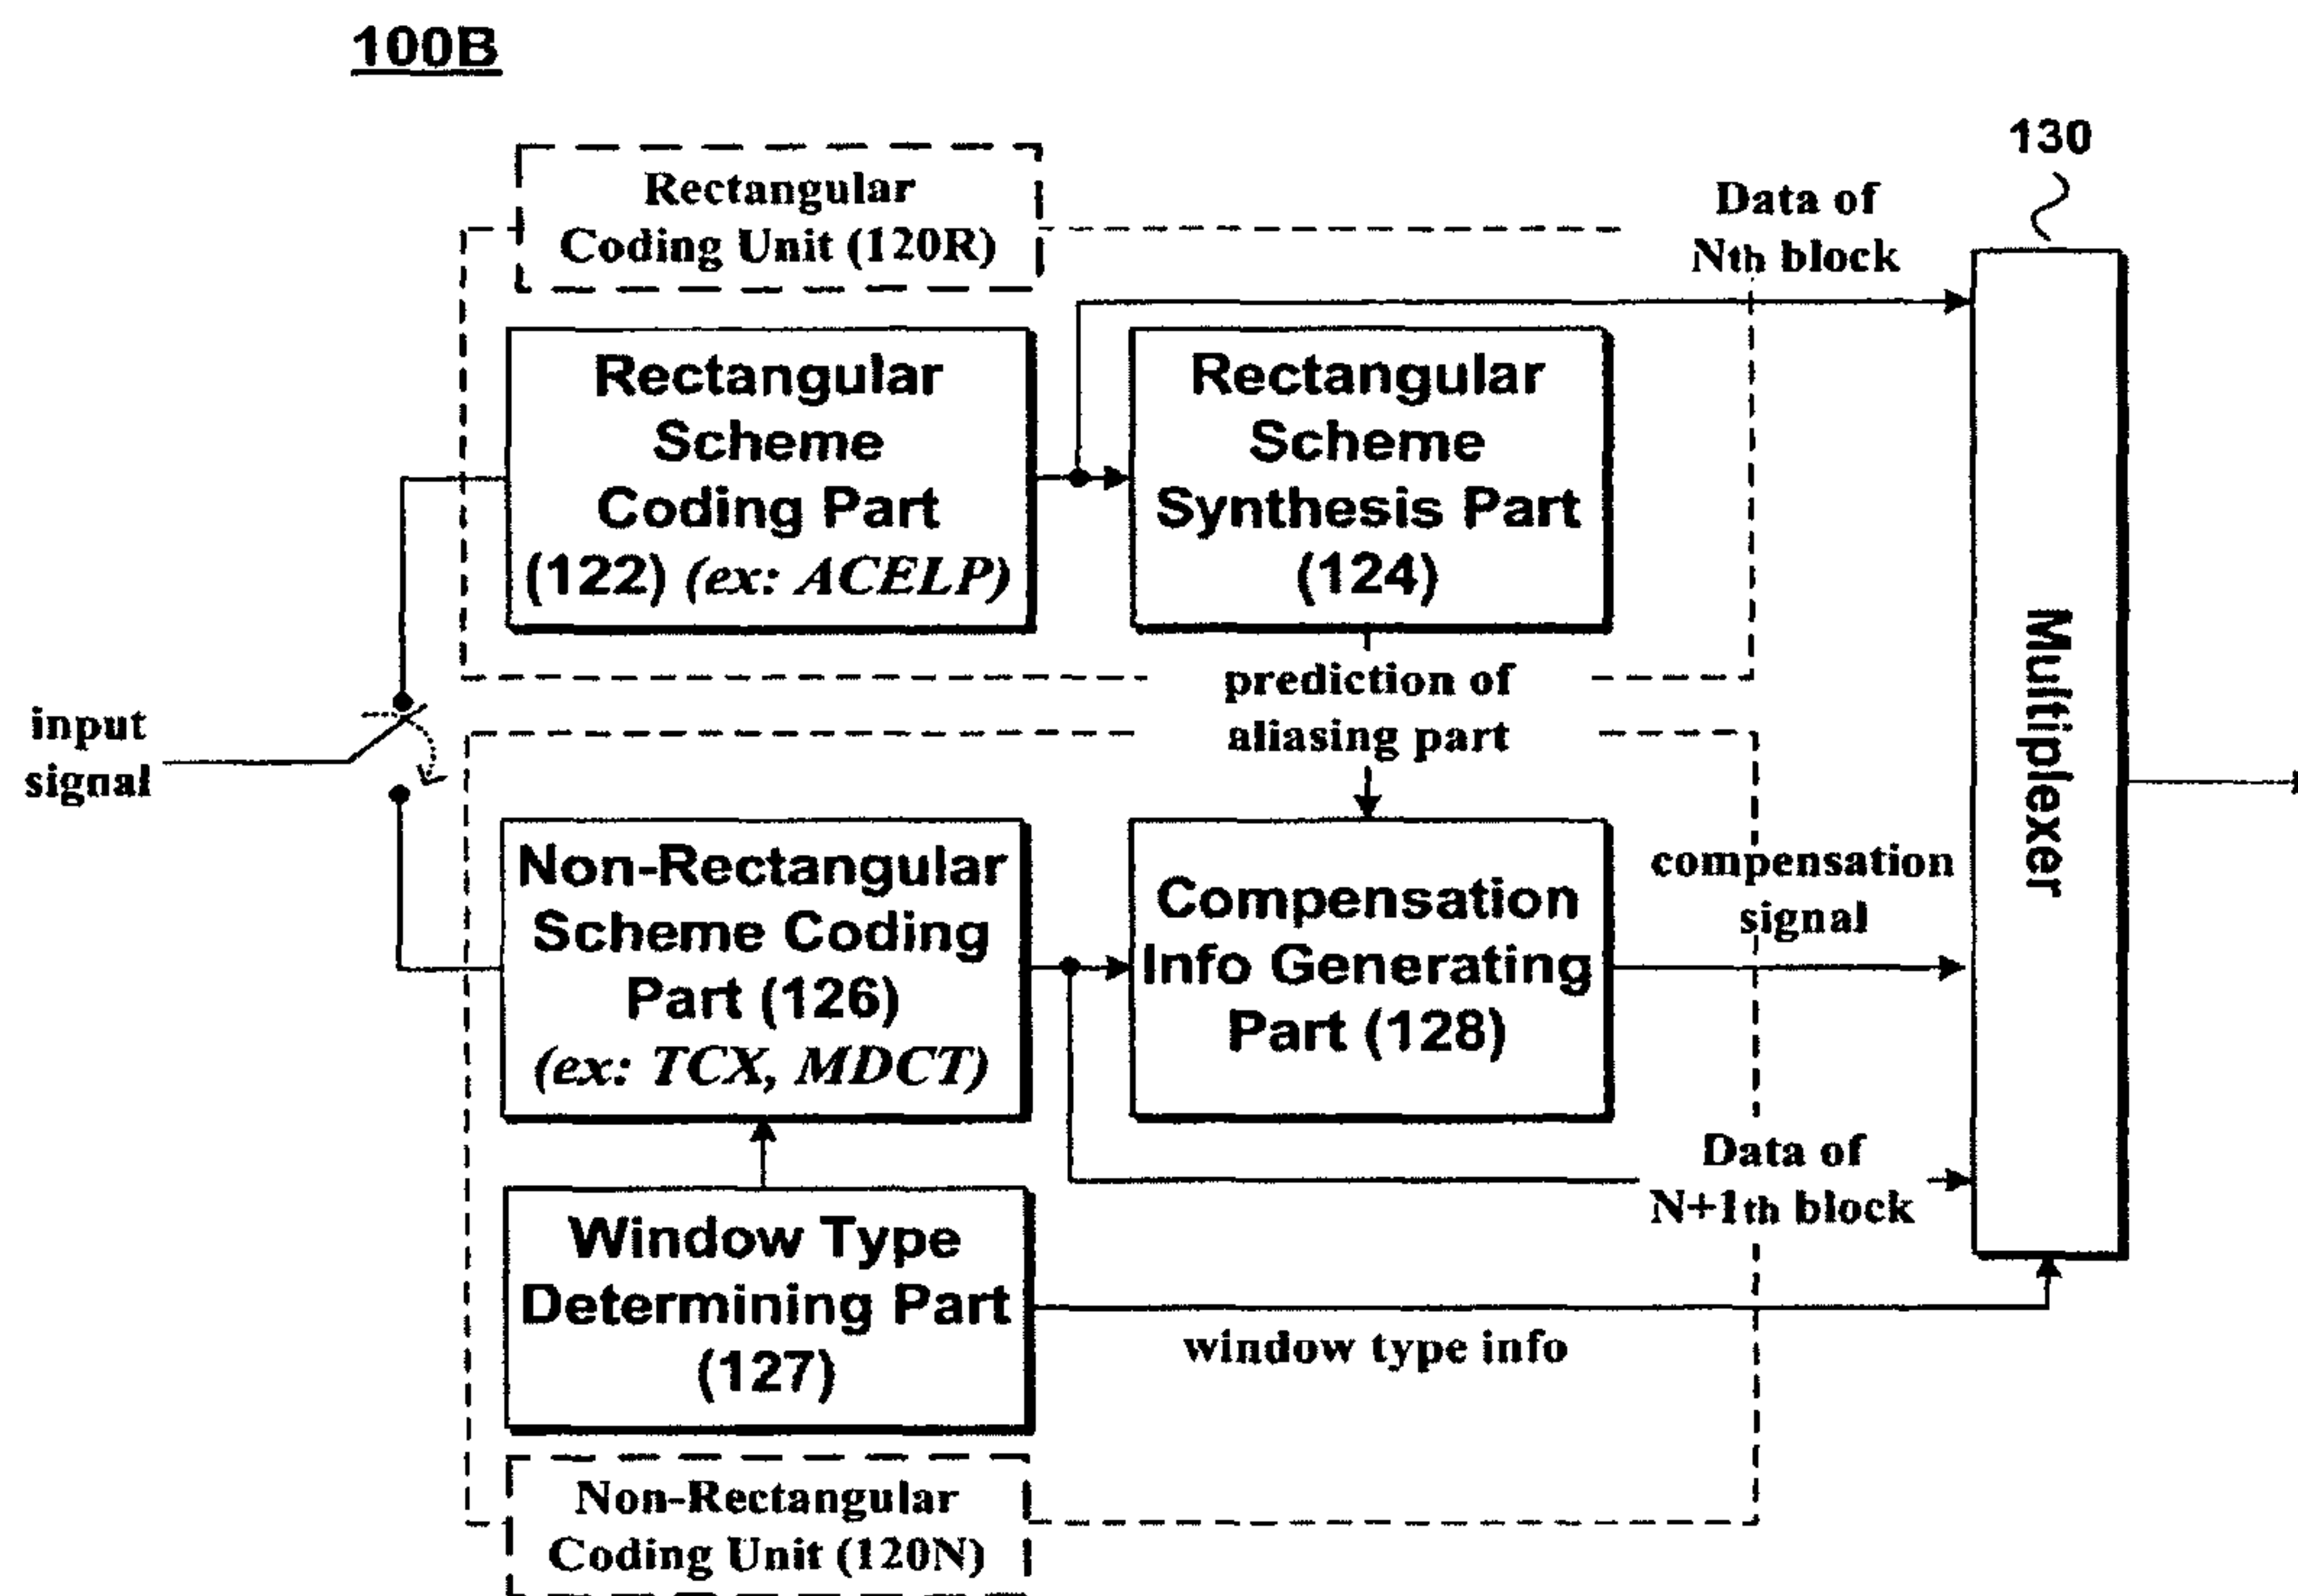 100B
130
Rectangular
Coding Unit (120R)
Data of
Nth block
Rectangular
Scheme
Coding Part
(122) (ex: ACELP)
Rectangular
Scheme
Synthesis Part
(124)
Multiplexer
prediction of
aliasing part
input
signal
Non-Rectangular
Scheme Coding
Part (126)
(ex: TCX, MDCT)
Compensation
Info Generating
Part (128)
compensation
signal
Data of
N+1th block
Window Type
Determining Part
(127)
window type info
Non-Rectangular
Coding Unit (120N)